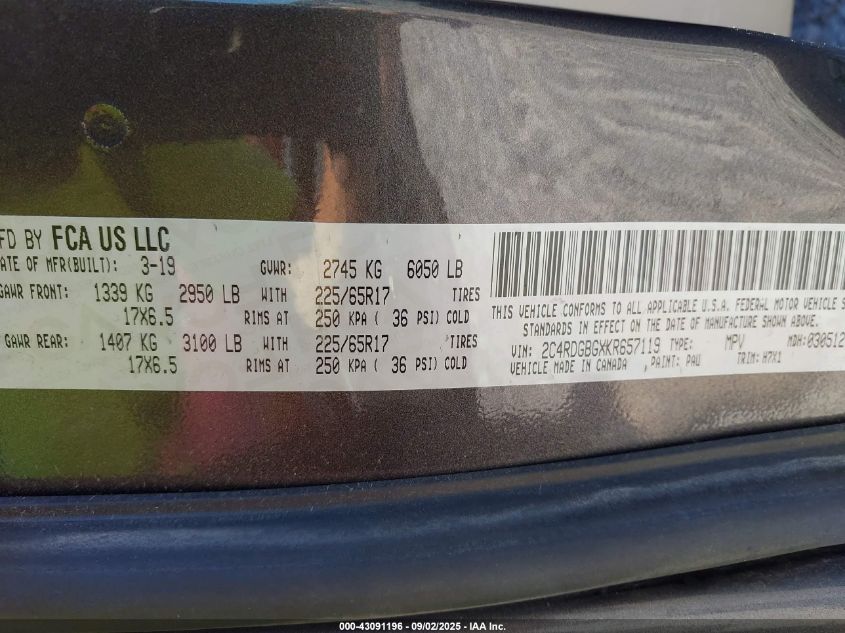 FD BY FCA US LLC
ATE OF MFR(BUILT): 3-19 GVWR: 2745 KG 6050 LB
GAWR FRONT: 1339 KG 2950 LB WITH 225/65R17 TIRES
17X6.5 RIMS AT 250 KPA ( 36 PSI) COLD
GAWR REAR: 1407 KG 3100 LB WITH 225/65R17 TIRES
17X6.5 RIMS AT 250 KPA ( 36 PSI) COLD
THIS VEHICLE CONFORMS TO ALL APPLICABLE U.S.A. FEDERAL MOTOR VEHICLE S
STANDARDS IN EFFECT ON THE DATE OF MANUFACTURE SHOWN ABOVE.
VIN: 2C4RDGBGXKR657119 TYPE: MPV MDH: 030512
VEHICLE MADE IN CANADA , PAINT: PAU TRIM: H7X1
000-43091196 - 09/02/2025 - IAA Inc.